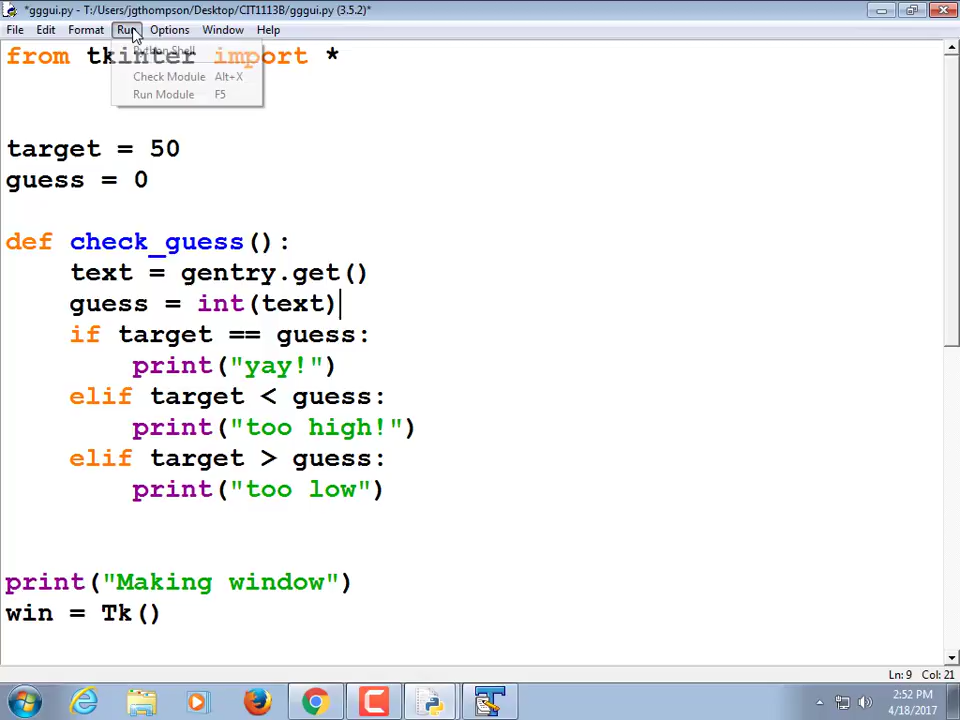 *gggui.py - T:/Users/jgthompson/Desktop/CIT1113B/gggui.py (3.5.2)*
File Edit Format Run Options Window Help
Python Shell
Check Module Alt+X
Run Module F5
from tkinter import *
target = 50
guess = 0
def check_guess():
text = gentry.get()
guess = int(text)
if target == guess:
print("yay!")
elif target < guess:
print("too high!")
elif target > guess:
print("too low")
print("Making window")
win = Tk()
Ln: 9 Col: 21
2:52 PM
4/18/2017